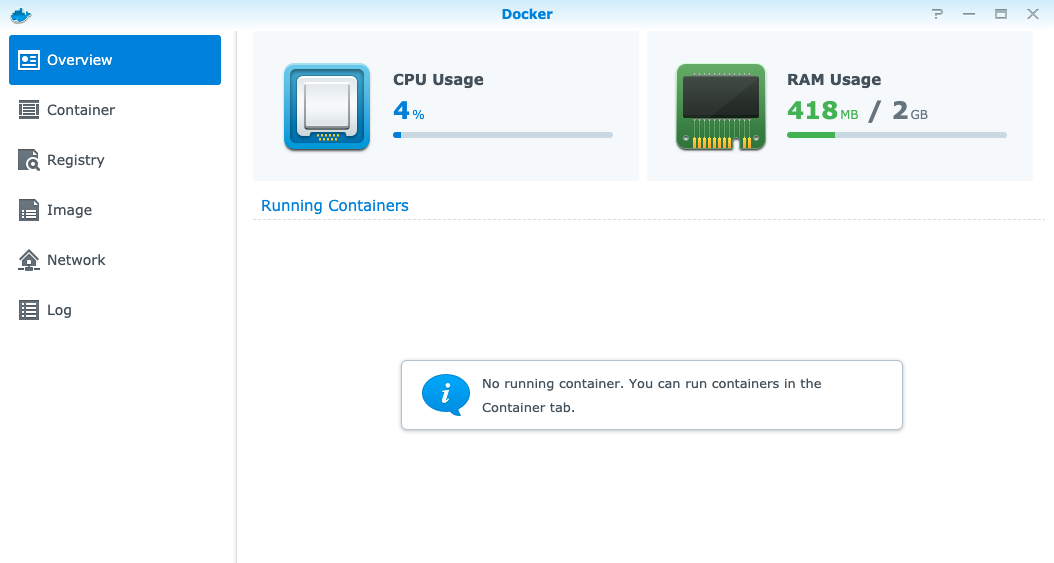 Docker
Overview
Container
Registry
Image
Network
Log
CPU Usage
4 %
RAM Usage
418 MB / 2 GB
Running Containers
No running container. You can run containers in the
Container tab.